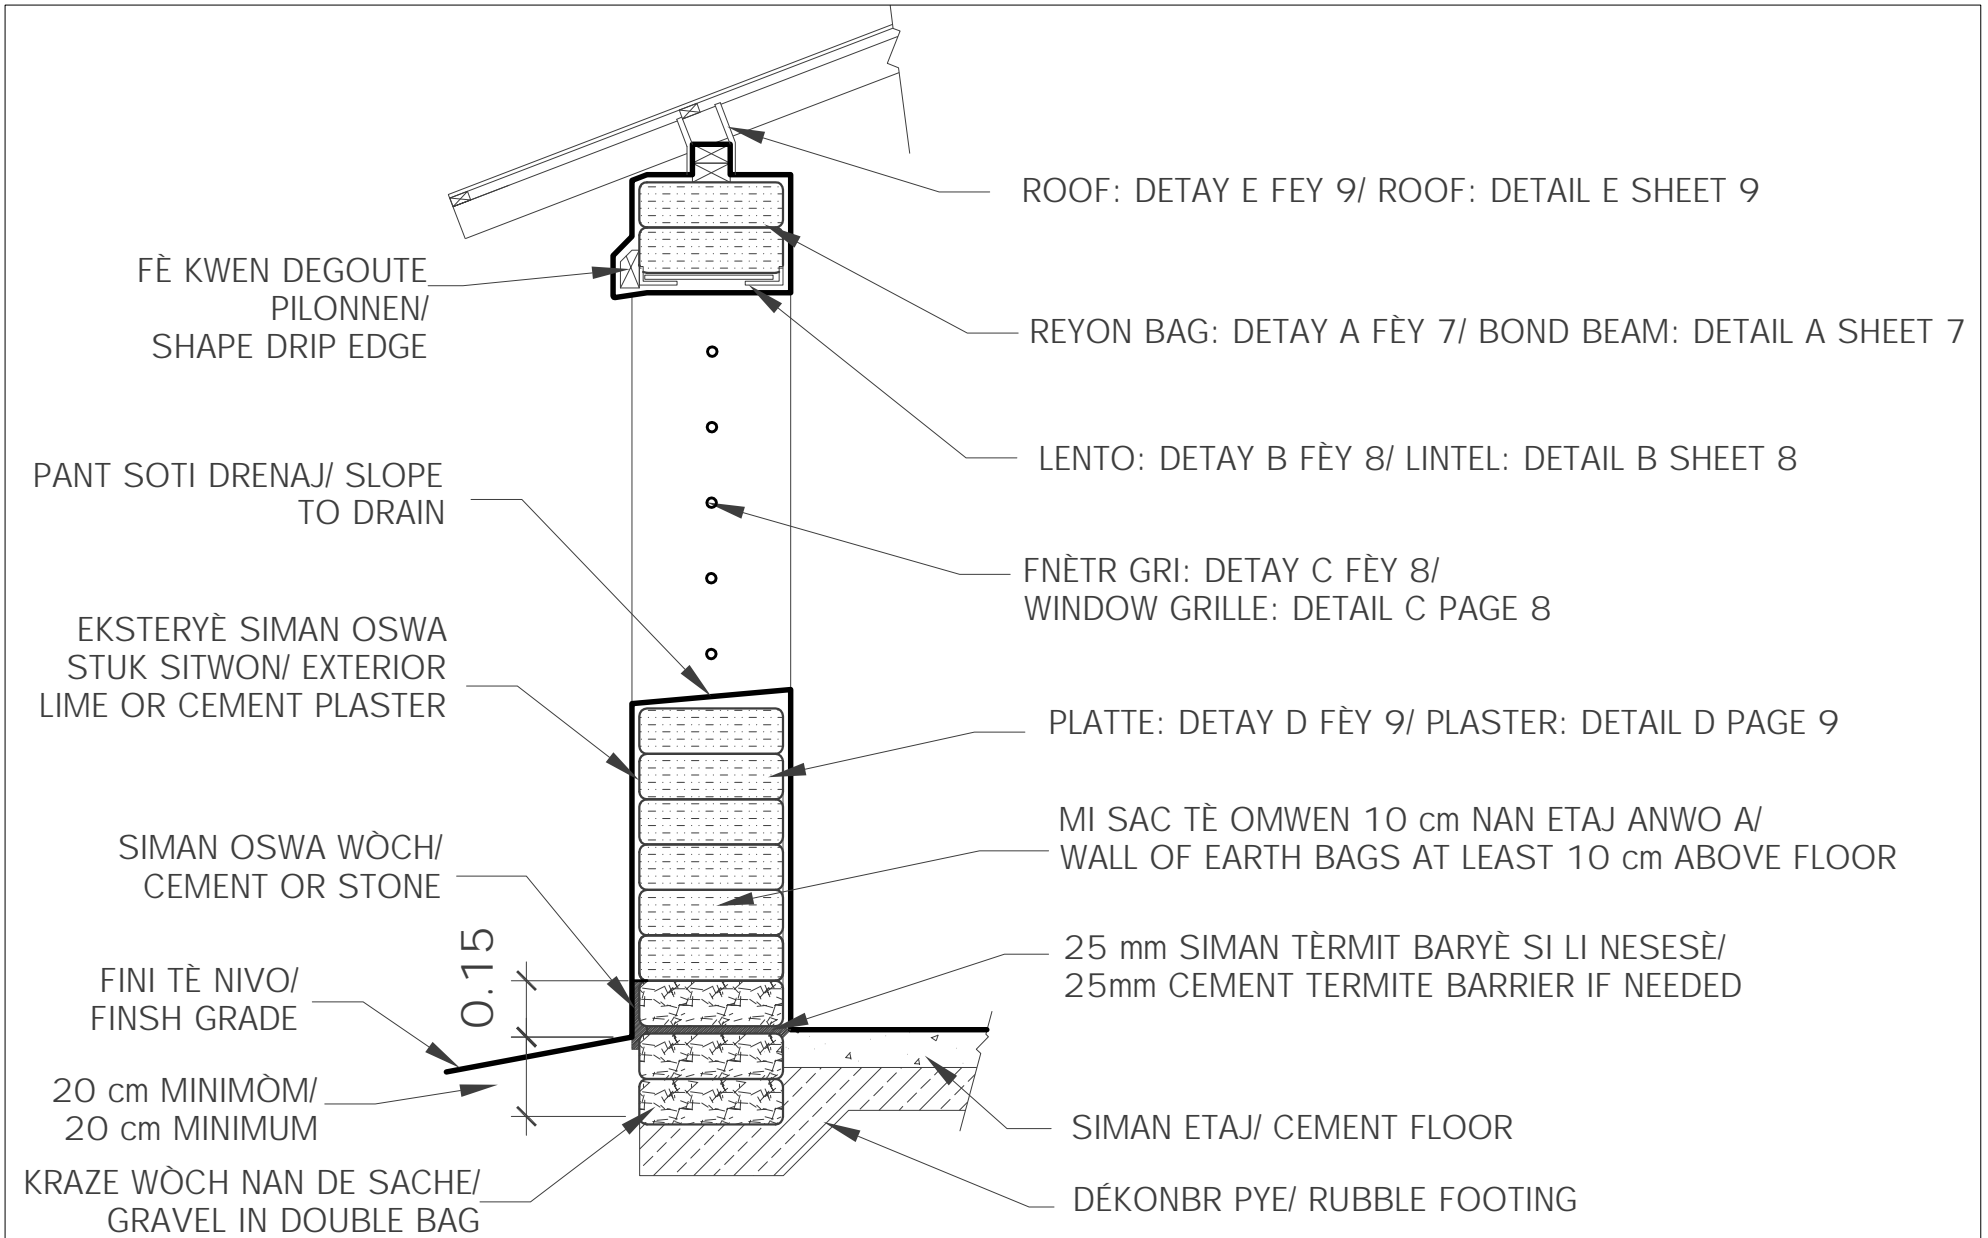 ROOF: DETAY E FEY 9/ ROOF: DETAIL E SHEET 9
FÈ KWEN DEGOUTE
PILONNEN/
SHAPE DRIP EDGE
REYON BAG: DETAY A FÈY 7/ BOND BEAM: DETAIL A SHEET 7
LENTO: DETAY B FÈY 8/ LINTEL: DETAIL B SHEET 8
PANT SOTI DRENAJ/ SLOPE
TO DRAIN
FNÈTR GRI: DETAY C FÈY 8/
WINDOW GRILLE: DETAIL C PAGE 8
EKSTERYÈ SIMAN OSWA
STUK SITWON/ EXTERIOR
LIME OR CEMENT PLASTER
PLATTE: DETAY D FÈY 9/ PLASTER: DETAIL D PAGE 9
MI SAC TÈ OMWEN 10 cm NAN ETAJ ANWO A/
WALL OF EARTH BAGS AT LEAST 10 cm ABOVE FLOOR
SIMAN OSWA WÒCH/
CEMENT OR STONE
0.15
25 mm SIMAN TÈRMIT BARYÈ SI LI NESESÈ/
25mm CEMENT TERMITE BARRIER IF NEEDED
FINI TÈ NIVO/
FINSH GRADE
20 cm MINIMÒM/
20 cm MINIMUM
SIMAN ETAJ/ CEMENT FLOOR
KRAZE WÒCH NAN DE SACHE/
GRAVEL IN DOUBLE BAG
DÉKONBR PYE/ RUBBLE FOOTING